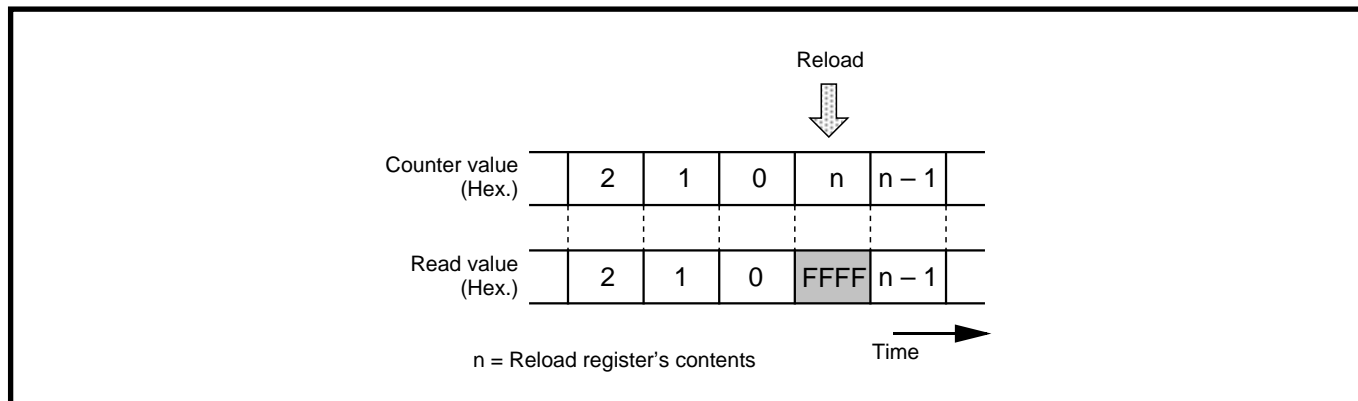 Reload
Counter value
(Hex.)
2 1 0 n n – 1
Read value
(Hex.)
2 1 0 FFFF n – 1
Time
n = Reload register’s contents